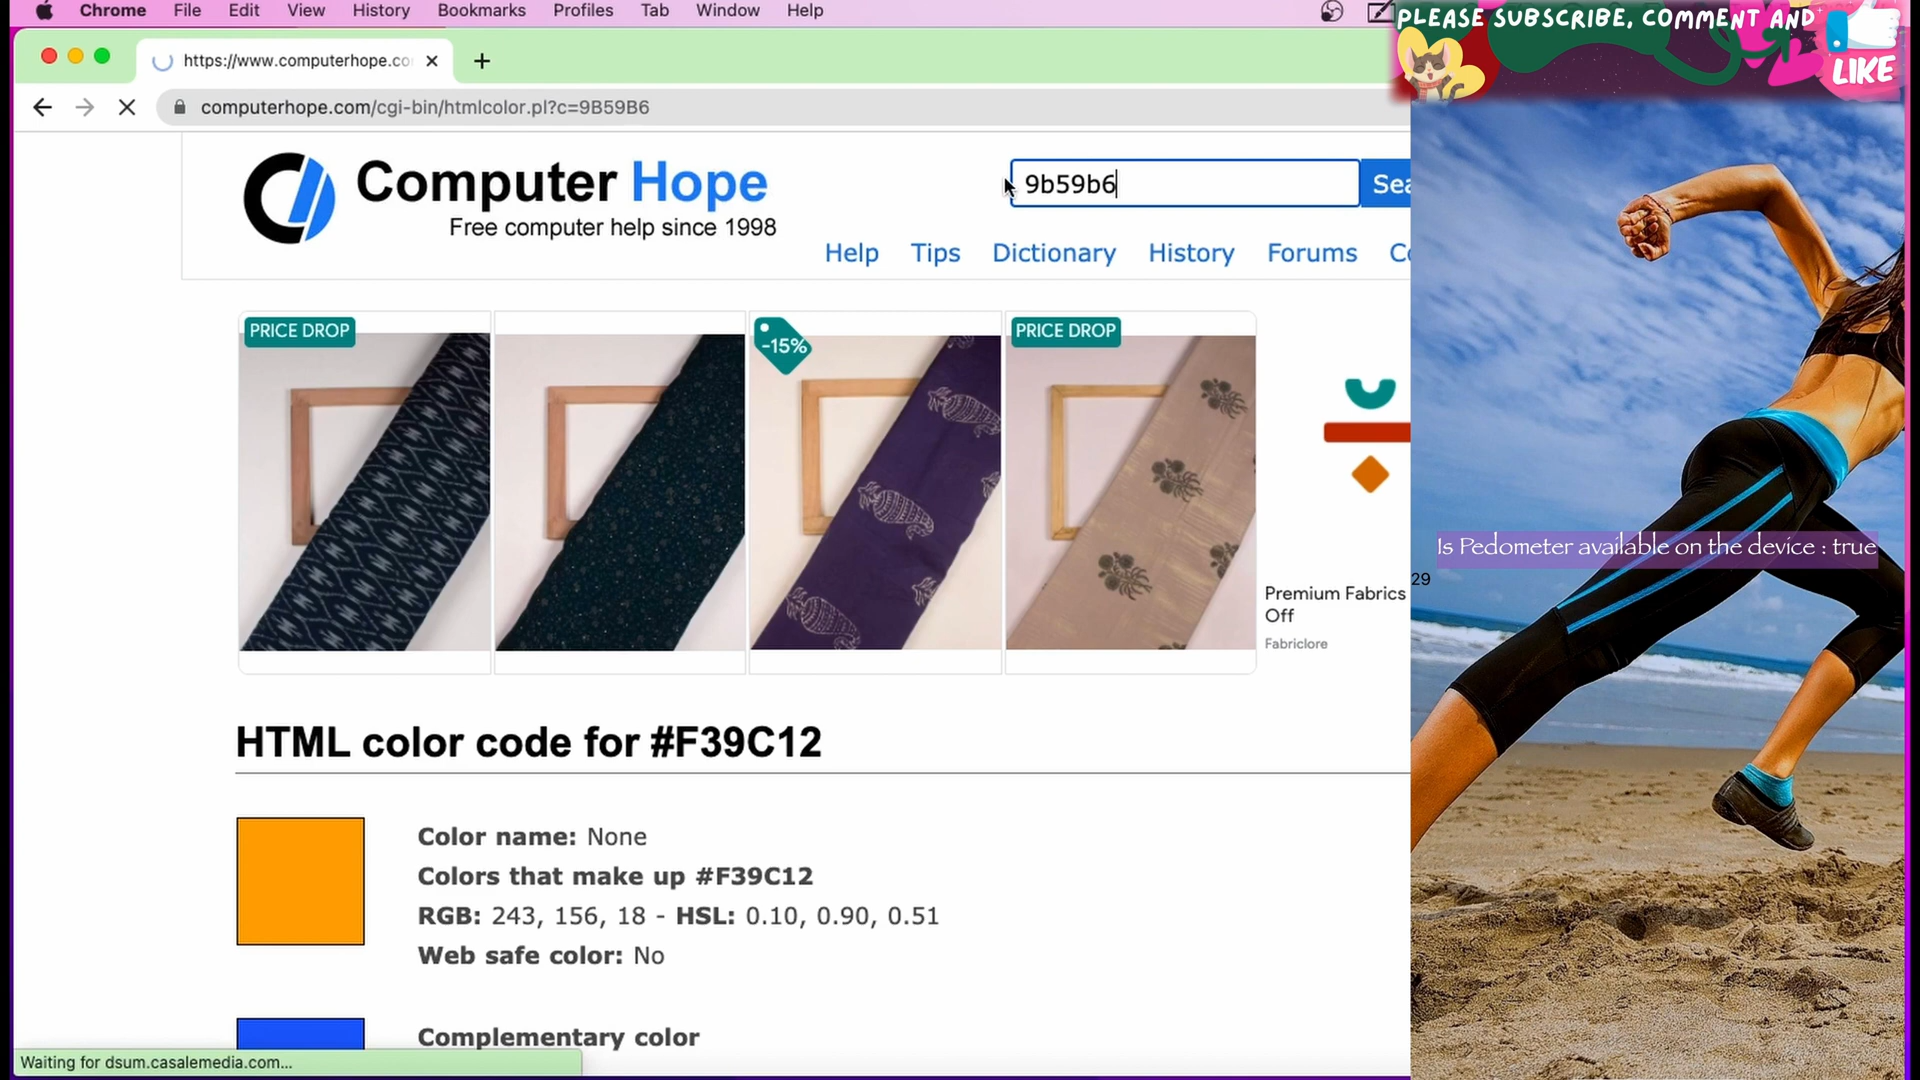 Chrome File Edit View History Bookmarks Profiles Tab Window Help
PLEASE SUBSCRIBE, COMMENT AND
LIKE
https://www.computerhope.co
computerhope.com/cgi-bin/htmlcolor.pl?c=9B59B6
Computer Hope
Free computer help since 1998
9b59b6
Sea
Help Tips Dictionary History Forums
PRICE DROP
-15%
PRICE DROP
Is Pedometer available on the device : true
29
Premium Fabrics
Off
Fabriclore
HTML color code for #F39C12
Color name: None
Colors that make up #F39C12
RGB: 243, 156, 18 - HSL: 0.10, 0.90, 0.51
Web safe color: No
Complementary color
Waiting for dsum.casalemedia.com...